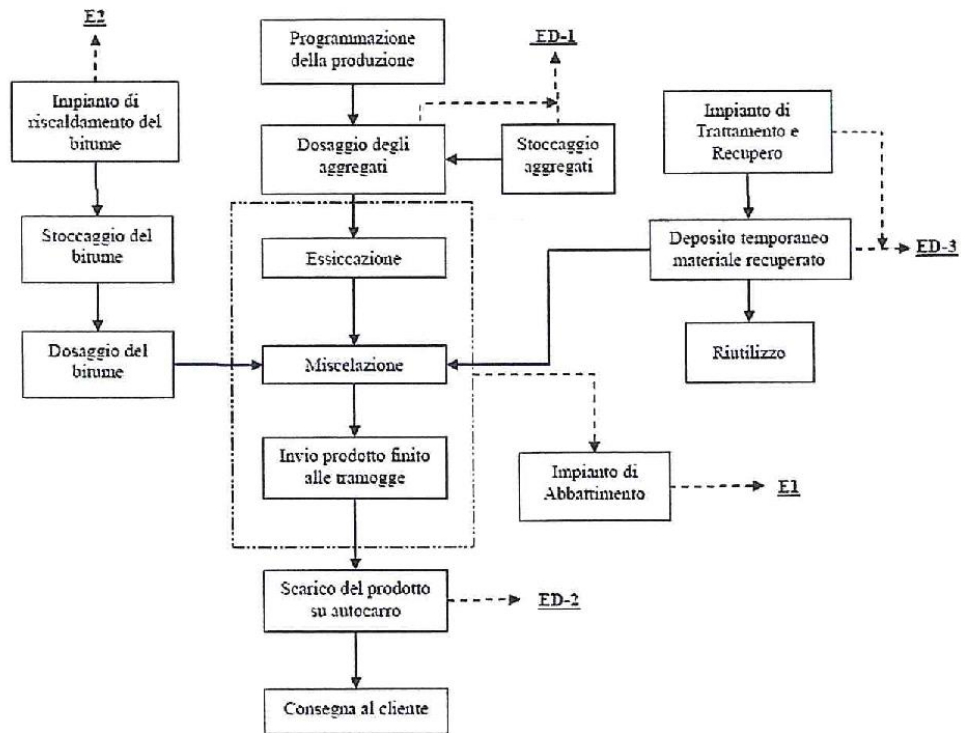 E2
Programmazione
della produzione
ED-1
Impianto di
riscaldamento del
bitume
Dosaggio degli
aggregati
Stoccaggio
aggregati
Impianto di
Trattamento e
Recupero
Stoccaggio del
bitume
Essiccazione
Deposito temporaneo
materiale recuperato
ED-3
Dosaggio del
bitume
Miscelazione
Riutilizzo
Invio prodotto finito
alle tramogge
Impianto di
Abbattimento
E1
Scarico del prodotto
su autocarro
ED-2
Consegna al cliente